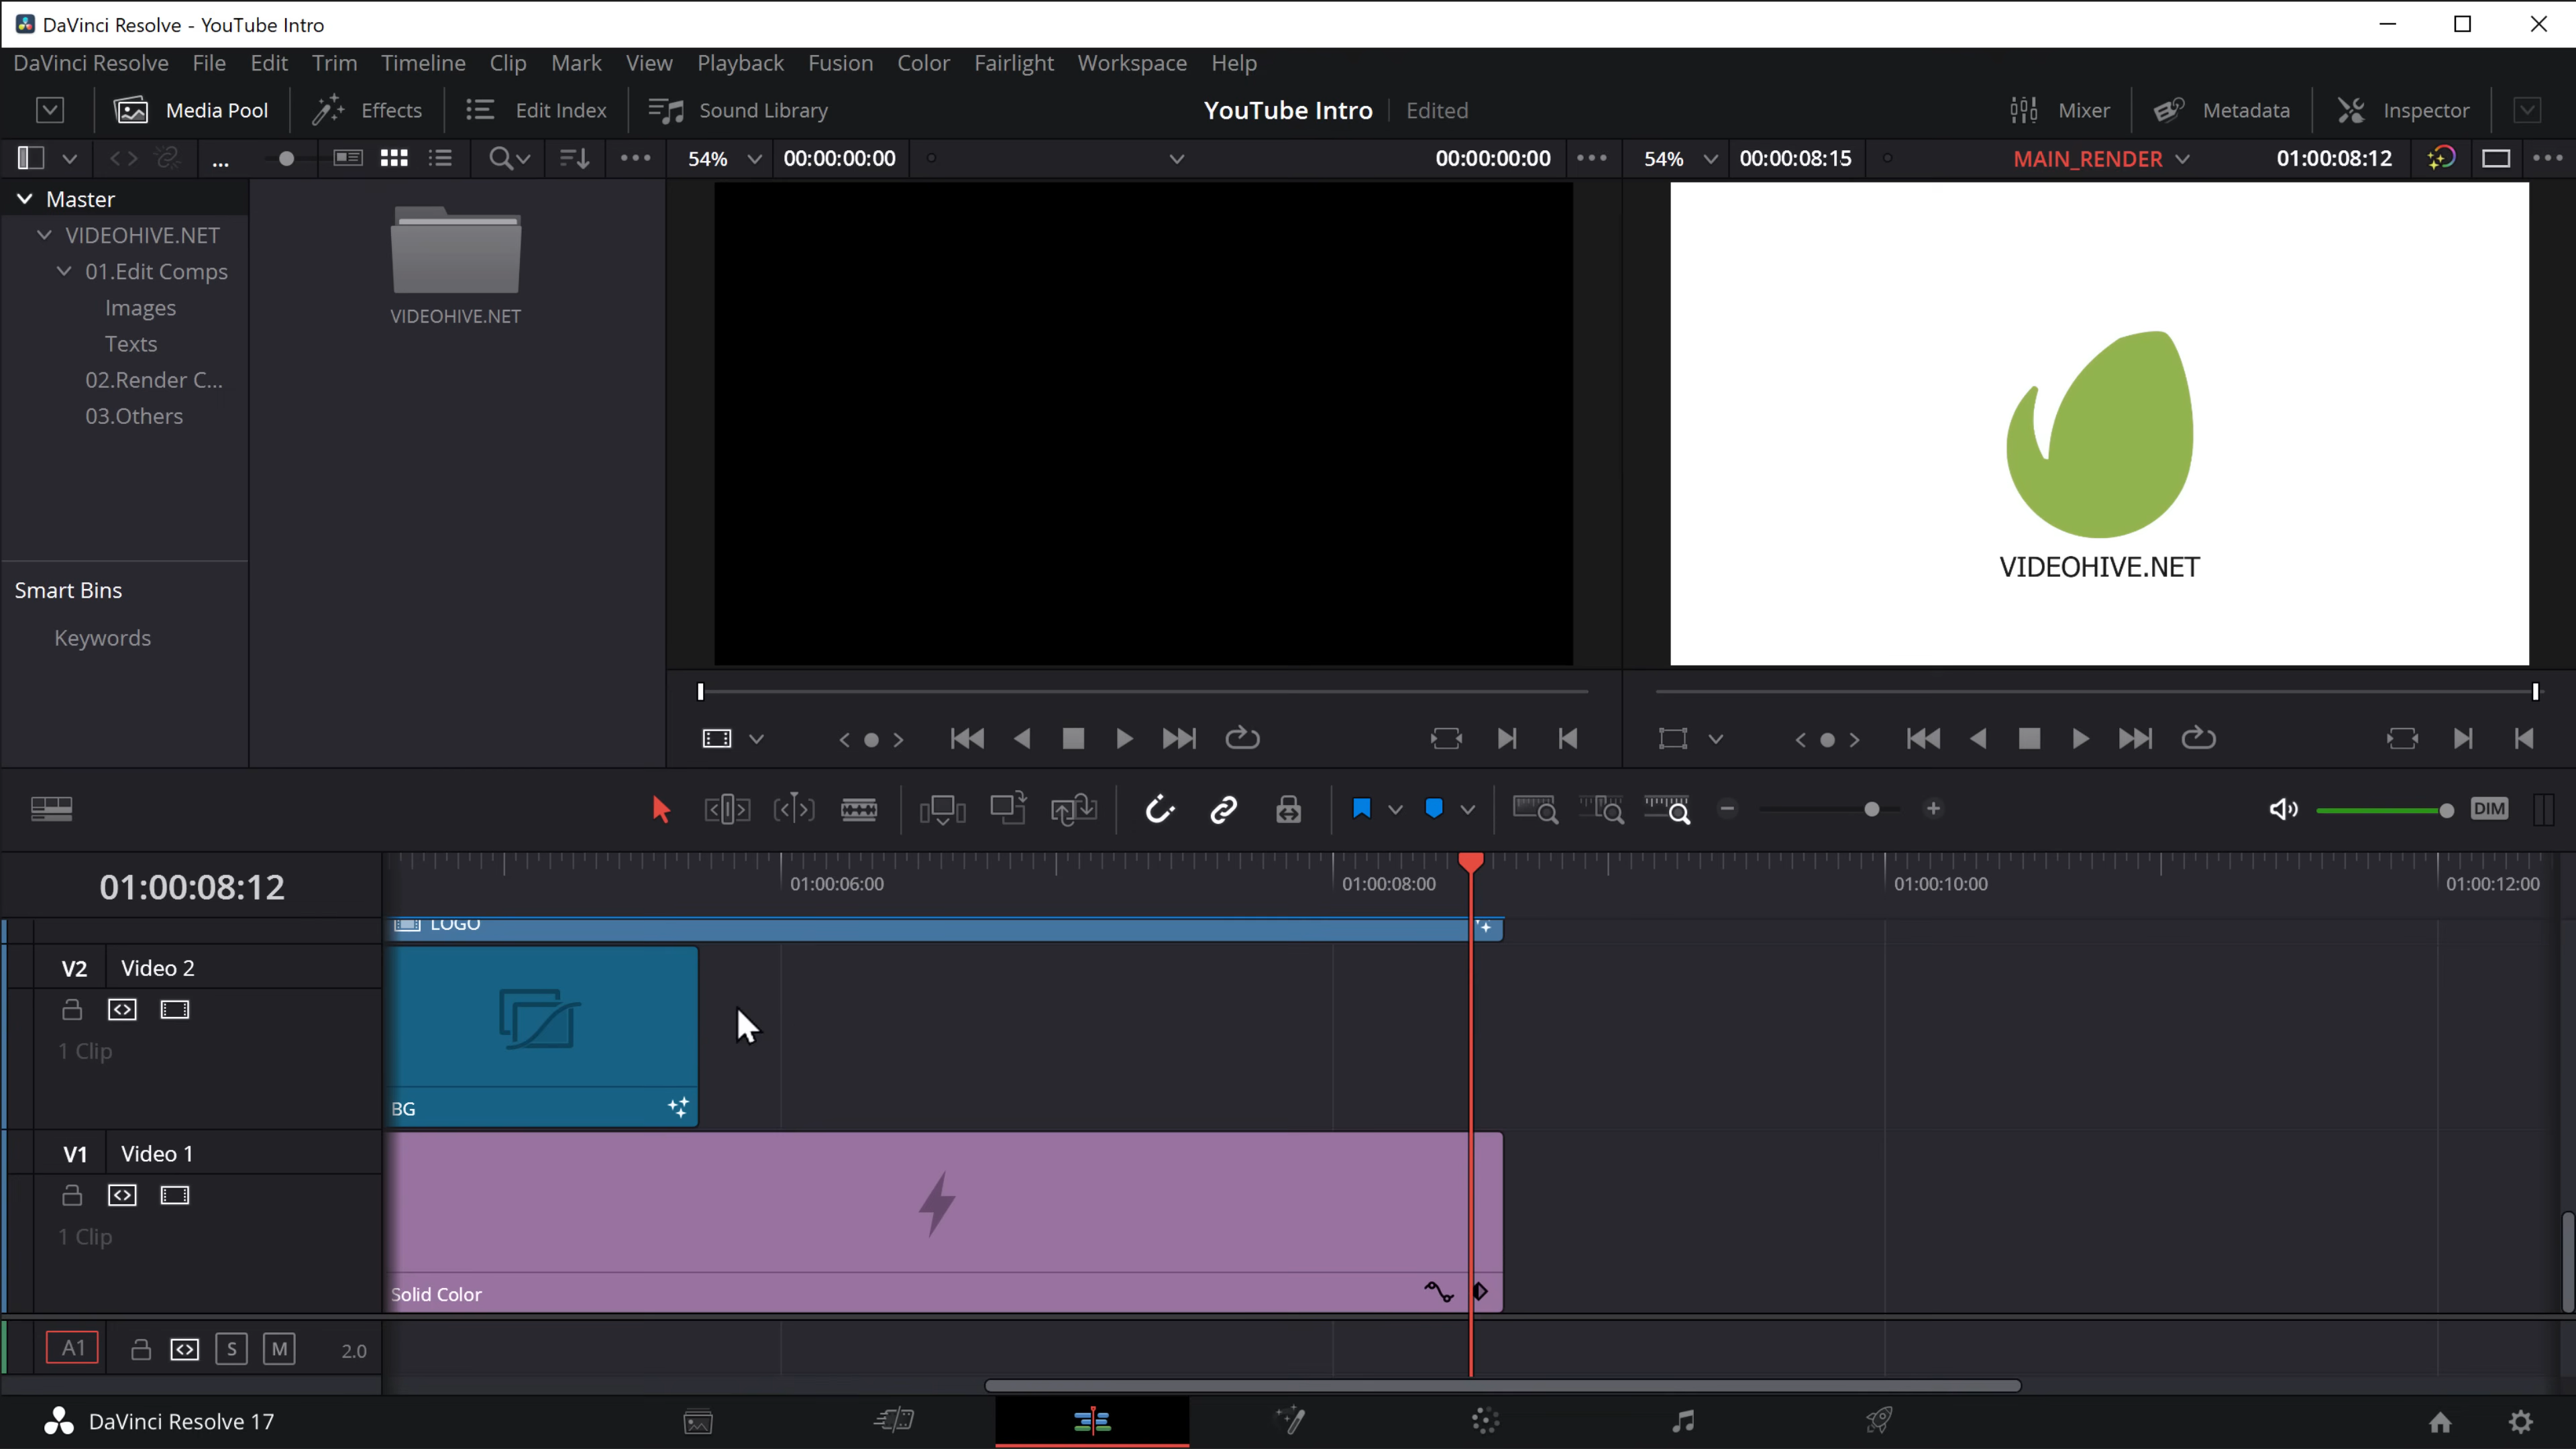 DaVinci Resolve - YouTube Intro
DaVinci Resolve File Edit Trim Timeline Clip Mark View Playback Fusion Color Fairlight Workspace Help
Media Pool Effects Edit Index Sound Library YouTube Intro Edited Mixer Metadata Inspector
... 54% 00:00:00:00 00:00:00:00 54% 00:00:08:15 MAIN_RENDER 01:00:08:12
Master
VIDEOHIVE.NET
01.Edit Comps
Images
Texts
02.Render C...
03.Others
VIDEOHIVE.NET
Smart Bins
Keywords
VIDEOHIVE.NET
DIM
01:00:08:12
01:00:06:00 01:00:08:00 01:00:10:00 01:00:12:00
LOGO
V2 Video 2
1 Clip
BG
V1 Video 1
1 Clip
Solid Color
A1 S M 2.0
DaVinci Resolve 17